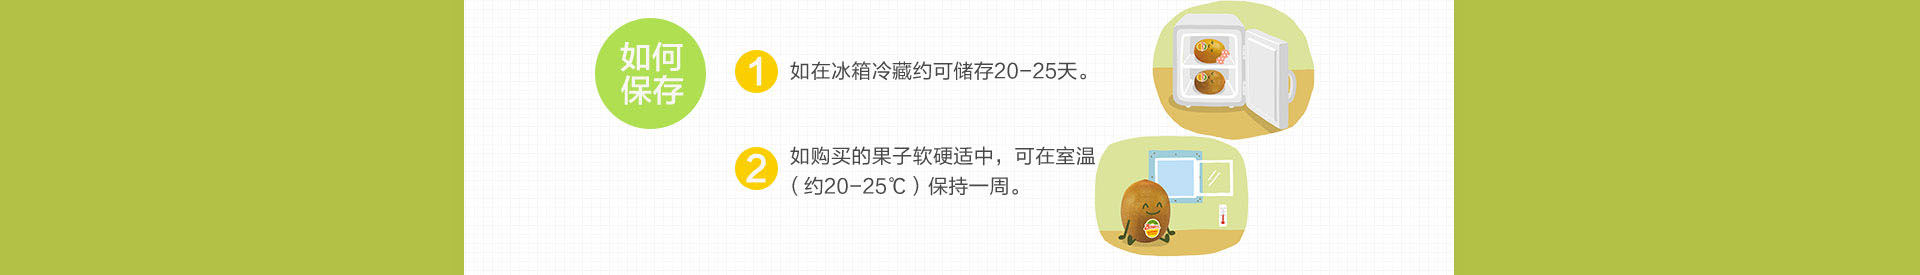 如何
保存
1 如在冰箱冷藏约可储存20-25天。
2 如购买的果子软硬适中，可在室温
（约20-25℃）保持一周。